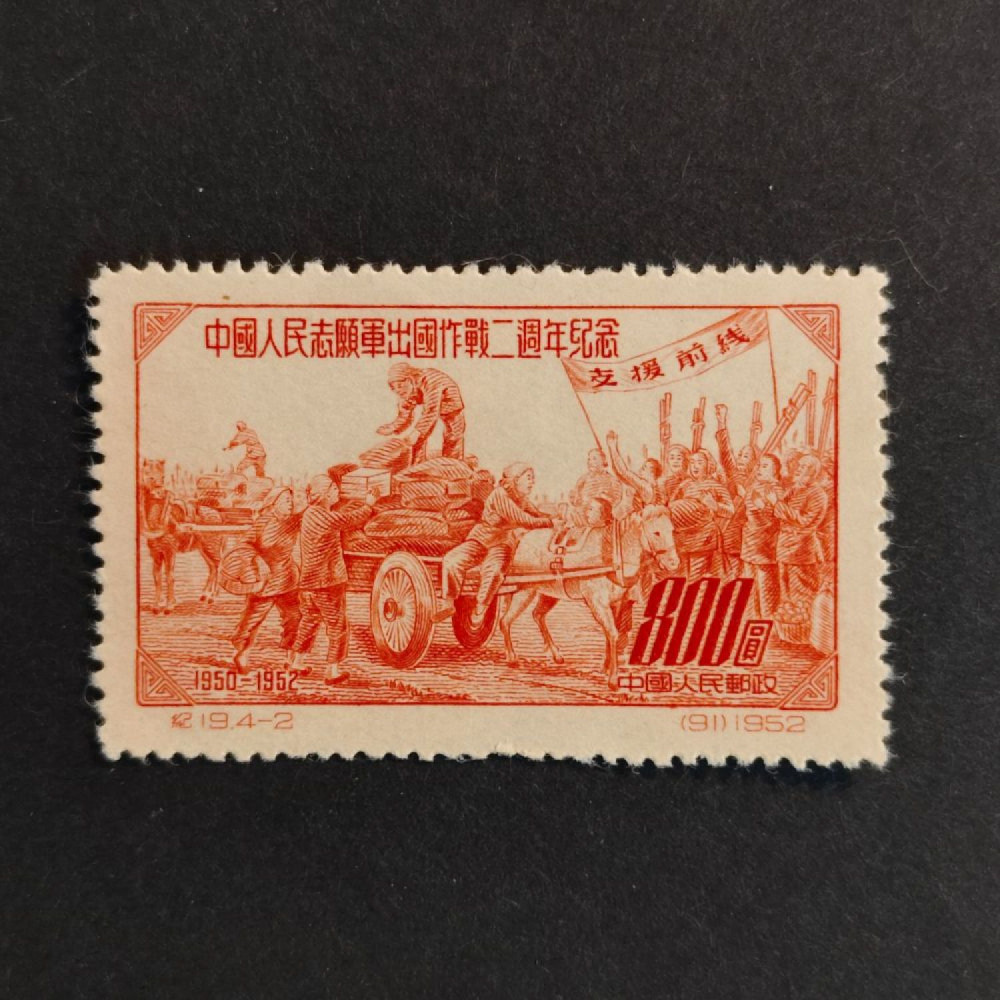 中國人民志願軍出國作戰二週年紀念
支援前线
800圓
1950-1952
中國人民郵政
紀19.4-2
(91)1952